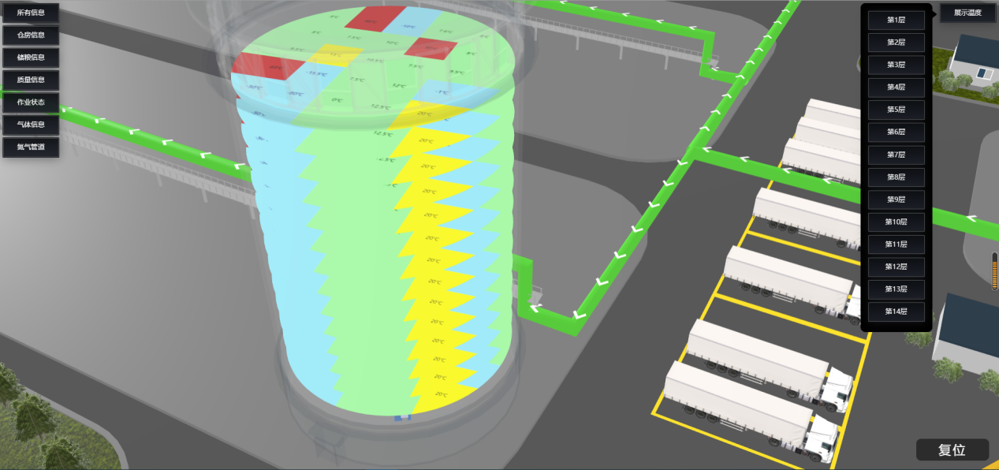 所有信息
仓房信息
储粮信息
质量信息
作业状态
气体信息
氮气管道
展示温度
第1层
第2层
第3层
第4层
第5层
第6层
第7层
第8层
第9层
第10层
第11层
第12层
第13层
第14层
7.5℃
12℃
0℃
12.5℃
20℃
12.5℃
20℃
20℃
20℃
20℃
20℃
20℃
20℃
20℃
20℃
20℃
20℃
20℃
20℃
复位